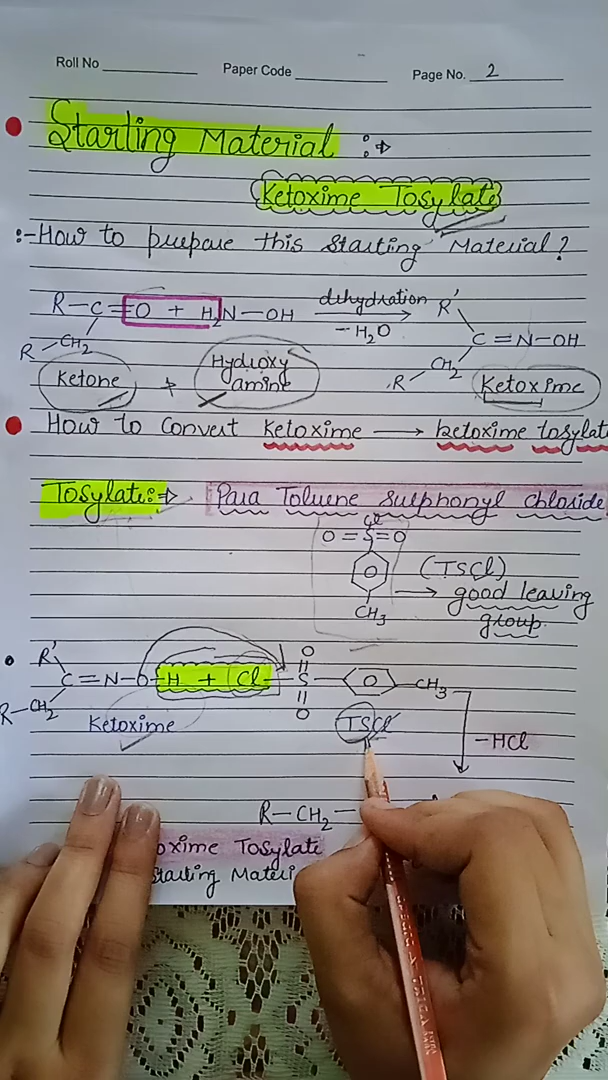 Roll No Paper Code Page No. 2
Starting Material :⇒
Ketoxime Tosylate
:- How to prepare this starting Material?
R-C=O + H2N-OH dehydration -H2O R' C=N-OH
R CH2 R CH2
Ketone + Hydroxy amine Ketoxime
How to Convert ketoxime → ketoxime tosylat
Tosylate:⇒ Para Toluene Sulphonyl Chloride
Cl
O=S=O
(TSCl)
→ good leaving
CH3
group
R' O
C=N-O-H + Cl-S- -CH3
R-CH2 O
Ketoxime TSCl -HCl
R-CH2-
oxime Tosylate
Starting Materi